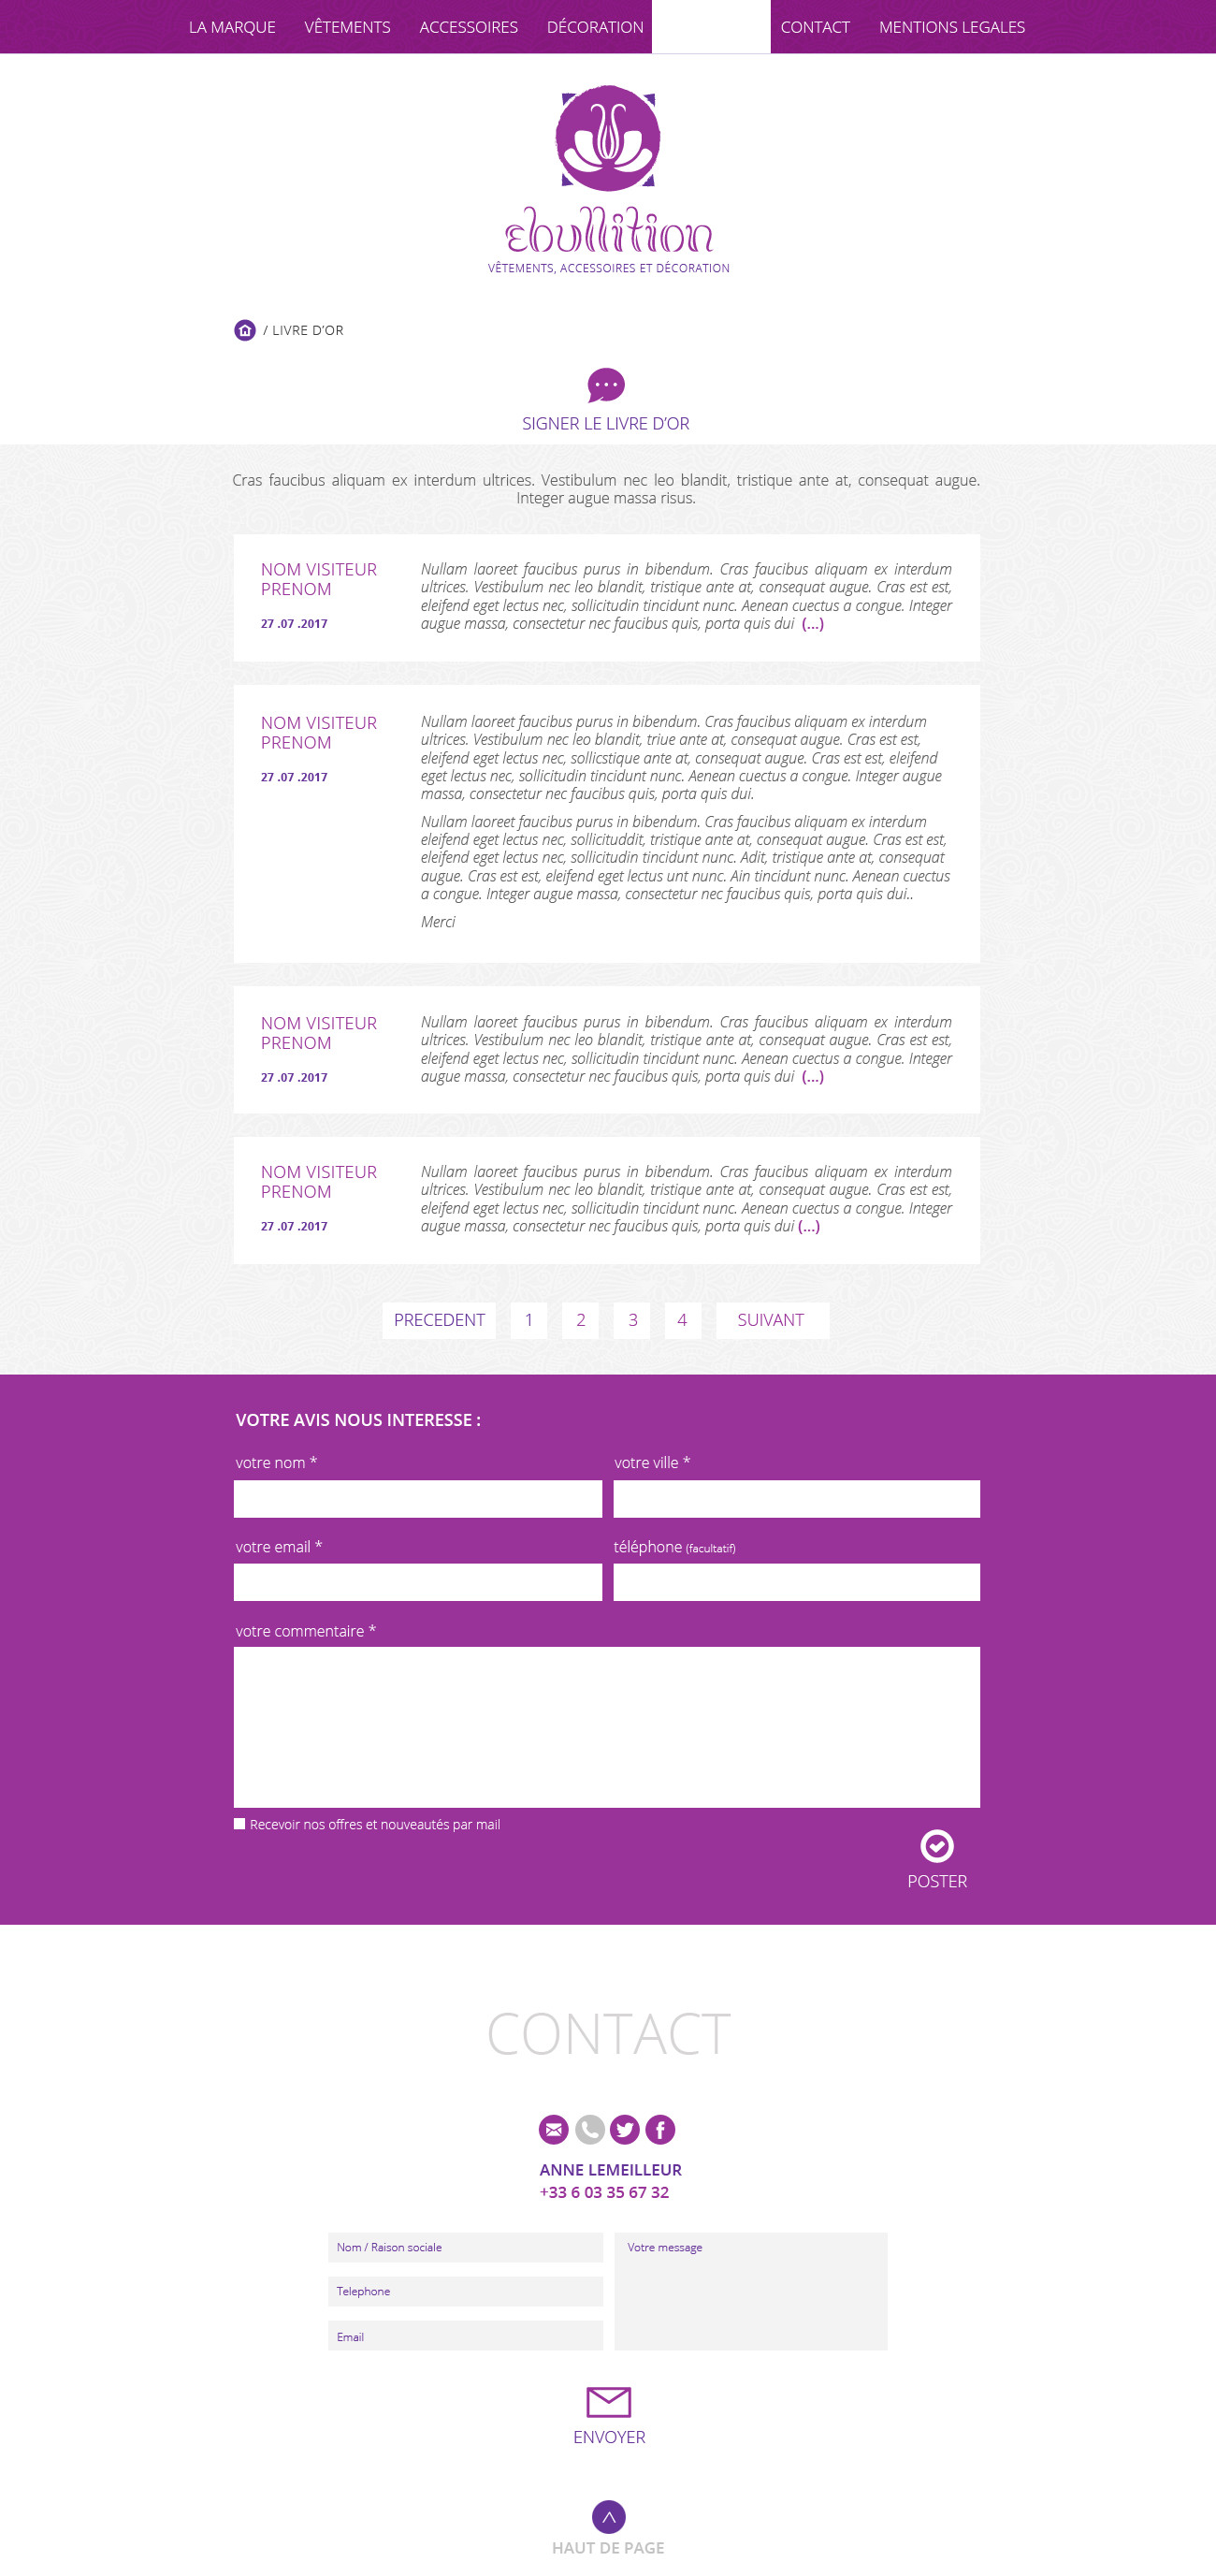 LA MARQUE VÊTEMENTS ACCESSOIRES DÉCORATION CONTACT MENTIONS LEGALES
ebullition
VÊTEMENTS, ACCESSOIRES ET DÉCORATION
/ LIVRE D'OR
SIGNER LE LIVRE D'OR
Cras faucibus aliquam ex interdum ultrices. Vestibulum nec leo blandit, tristique ante at, consequat augue.
Integer augue massa risus.
NOM VISITEUR
PRENOM
27 .07 .2017
Nullam laoreet faucibus purus in bibendum. Cras faucibus aliquam ex interdum
ultrices. Vestibulum nec leo blandit, tristique ante at, consequat augue. Cras est est,
eleifend eget lectus nec, sollicitudin tincidunt nunc. Aenean cuectus a congue. Integer
augue massa, consectetur nec faucibus quis, porta quis dui (...)
NOM VISITEUR
PRENOM
27 .07 .2017
Nullam laoreet faucibus purus in bibendum. Cras faucibus aliquam ex interdum
ultrices. Vestibulum nec leo blandit, triue ante at, consequat augue. Cras est est,
eleifend eget lectus nec, sollicstique ante at, consequat augue. Cras est est, eleifend
eget lectus nec, sollicitudin tincidunt nunc. Aenean cuectus a congue. Integer augue
massa, consectetur nec faucibus quis, porta quis dui.
Nullam laoreet faucibus purus in bibendum. Cras faucibus aliquam ex interdum
eleifend eget lectus nec, sollicituddit, tristique ante at, consequat augue. Cras est est,
eleifend eget lectus nec, sollicitudin tincidunt nunc. Adit, tristique ante at, consequat
augue. Cras est est, eleifend eget lectus unt nunc. Ain tincidunt nunc. Aenean cuectus
a congue. Integer augue massa, consectetur nec faucibus quis, porta quis dui..
Merci
NOM VISITEUR
PRENOM
27 .07 .2017
Nullam laoreet faucibus purus in bibendum. Cras faucibus aliquam ex interdum
ultrices. Vestibulum nec leo blandit, tristique ante at, consequat augue. Cras est est,
eleifend eget lectus nec, sollicitudin tincidunt nunc. Aenean cuectus a congue. Integer
augue massa, consectetur nec faucibus quis, porta quis dui (...)
NOM VISITEUR
PRENOM
27 .07 .2017
Nullam laoreet faucibus purus in bibendum. Cras faucibus aliquam ex interdum
ultrices. Vestibulum nec leo blandit, tristique ante at, consequat augue. Cras est est,
eleifend eget lectus nec, sollicitudin tincidunt nunc. Aenean cuectus a congue. Integer
augue massa, consectetur nec faucibus quis, porta quis dui (...)
PRECEDENT 1 2 3 4 SUIVANT
VOTRE AVIS NOUS INTERESSE :
votre nom * votre ville *
votre email * téléphone (facultatif)
votre commentaire *
Recevoir nos offres et nouveautés par mail
POSTER
CONTACT
ANNE LEMEILLEUR
+33 6 03 35 67 32
Nom / Raison sociale
Telephone
Email
Votre message
ENVOYER
HAUT DE PAGE